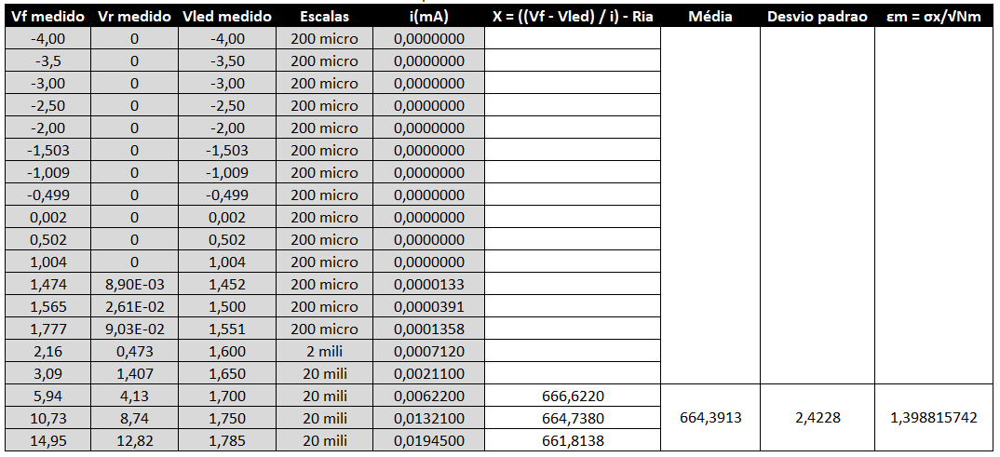 Vf medido Vr medido Vled medido Escalas i(mA) X = ((Vf - Vled) / i) - Ria Média Desvio padrao εm = σx/√Nm
-4,00 0 -4,00 200 micro 0,0000000
-3,5 0 -3,50 200 micro 0,0000000
-3,00 0 -3,00 200 micro 0,0000000
-2,50 0 -2,50 200 micro 0,0000000
-2,00 0 -2,00 200 micro 0,0000000
-1,503 0 -1,503 200 micro 0,0000000
-1,009 0 -1,009 200 micro 0,0000000
-0,499 0 -0,499 200 micro 0,0000000
0,002 0 0,002 200 micro 0,0000000
0,502 0 0,502 200 micro 0,0000000
1,004 0 1,004 200 micro 0,0000000
1,474 8,90E-03 1,452 200 micro 0,0000133
1,565 2,61E-02 1,500 200 micro 0,0000391
1,777 9,03E-02 1,551 200 micro 0,0001358
2,16 0,473 1,600 2 mili 0,0007120
3,09 1,407 1,650 20 mili 0,0021100
5,94 4,13 1,700 20 mili 0,0062200 666,6220
10,73 8,74 1,750 20 mili 0,0132100 664,7380 664,3913 2,4228 1,398815742
14,95 12,82 1,785 20 mili 0,0194500 661,8138